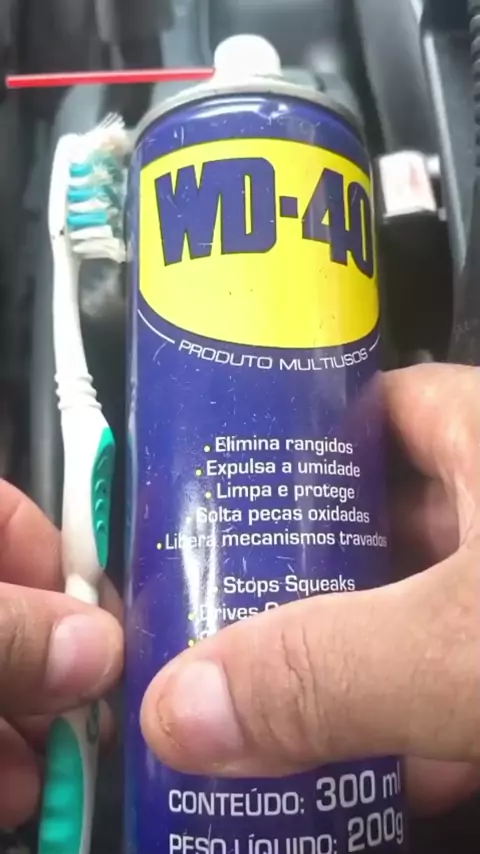 WD-40
PRODUTO MULTIUSOS
Elimina rangidos
Expulsa a umidade
Limpa e protege
Solta peças oxidadas
Libera mecanismos travados
Stops Squeaks
Drives
CONTEÚDO: 300 ml
PESO LÍQUIDO: 200g